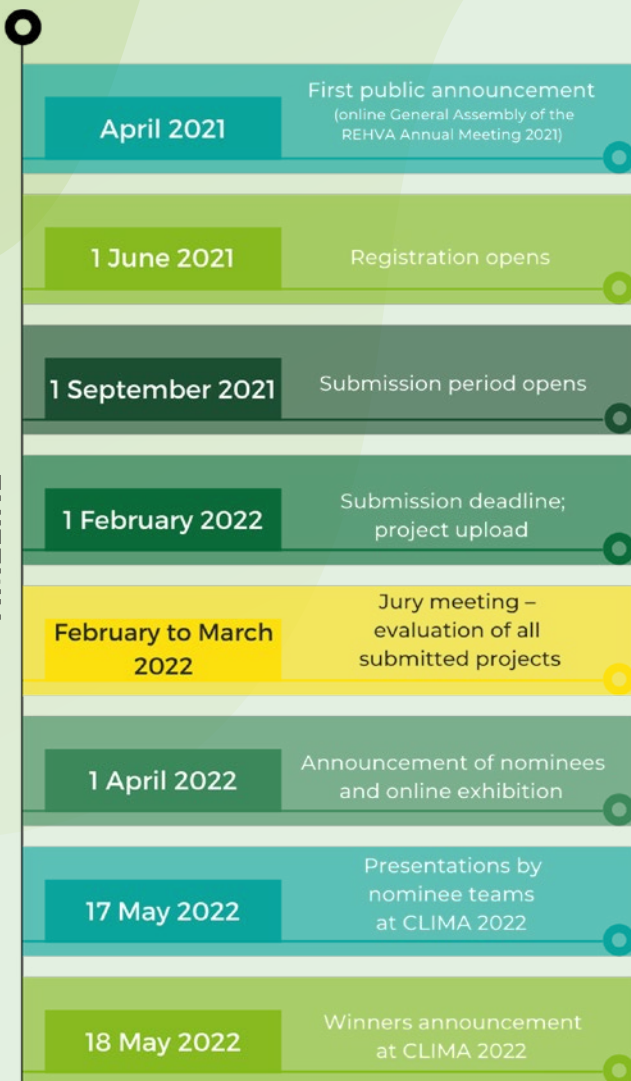 April 2021
First public announcement
(online General Assembly of the
REHVA Annual Meeting 2021)
1 June 2021
Registration opens
1 September 2021
Submission period opens
1 February 2022
Submission deadline;
project upload
February to March
2022
Jury meeting –
evaluation of all
submitted projects
1 April 2022
Announcement of nominees
and online exhibition
17 May 2022
Presentations by
nominee teams
at CLIMA 2022
18 May 2022
Winners announcement
at CLIMA 2022